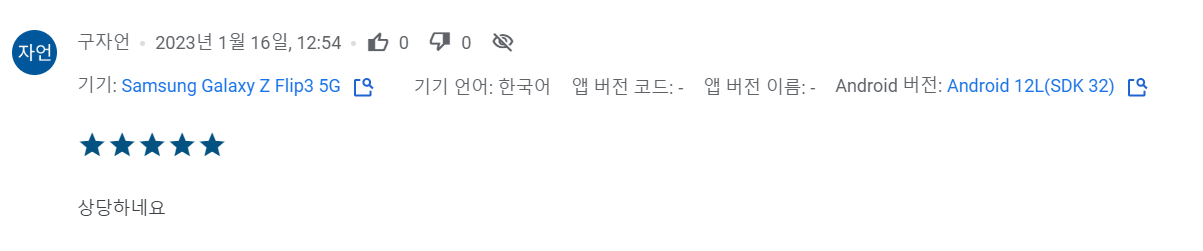 자언
구자언 • 2023년 1월 16일, 12:54 • 0 0
기기: Samsung Galaxy Z Flip3 5G 기기 언어: 한국어 앱 버전 코드: - 앱 버전 이름: - Android 버전: Android 12L(SDK 32)
상당하네요